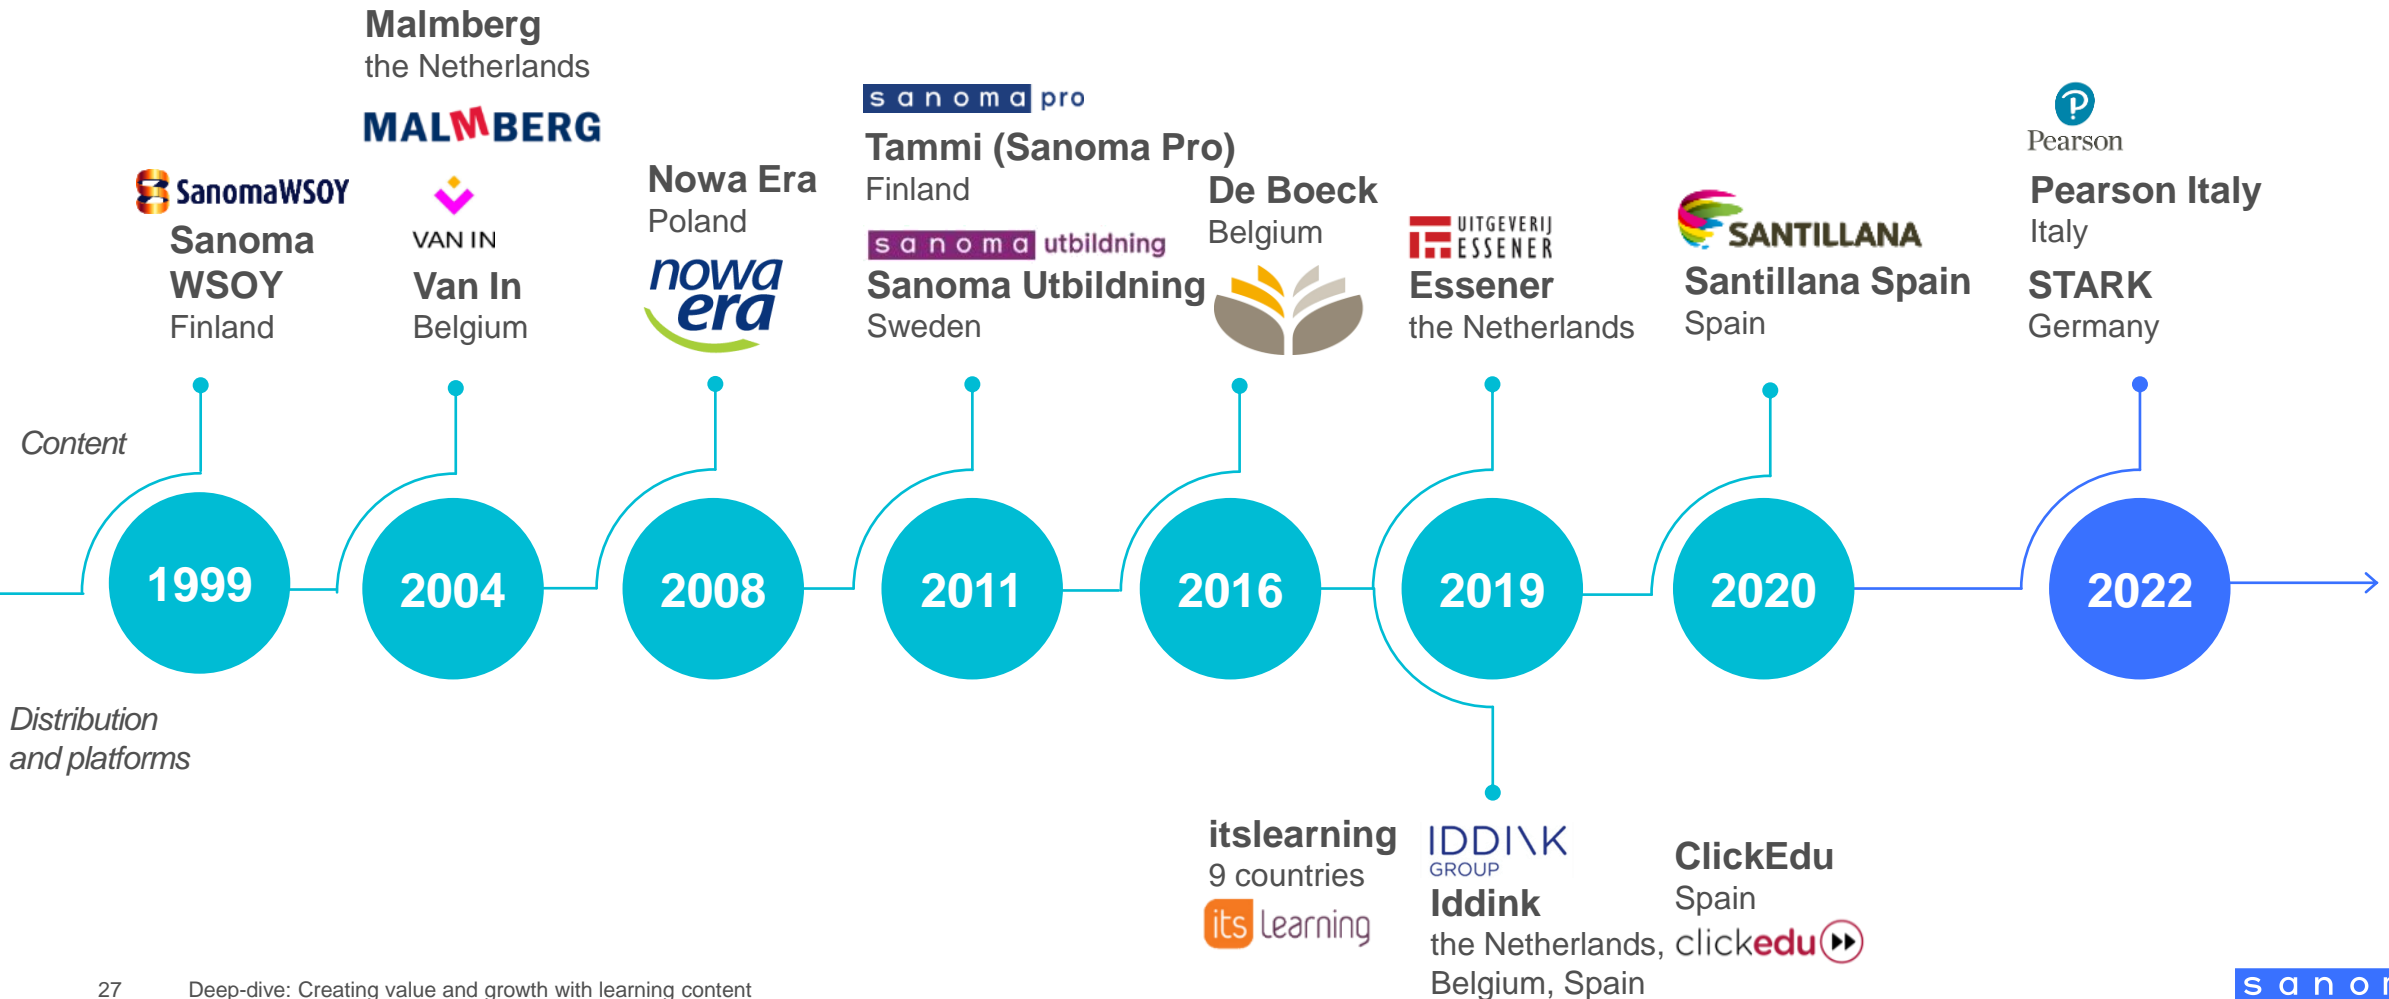 Malmberg
the Netherlands
MALMBERG
VAN IN
Van In
Belgium
SanomaWSOY
Sanoma
WSOY
Finland
Nowa Era
Poland
nowa
era
sanoma pro
Tammi (Sanoma Pro)
Finland
sanoma utbildning
Sanoma Utbildning
Sweden
De Boeck
Belgium
UITGEVERIJ
ESSENER
Essener
the Netherlands
SANTILLANA
Santillana Spain
Spain
Pearson
Pearson Italy
Italy
STARK
Germany
Content
1999
2004
2008
2011
2016
2019
2020
2022
Distribution
and platforms
itslearning
9 countries
its learning
IDDINK
GROUP
Iddink
the Netherlands,
Belgium, Spain
ClickEdu
Spain
clickedu
27
Deep-dive: Creating value and growth with learning content